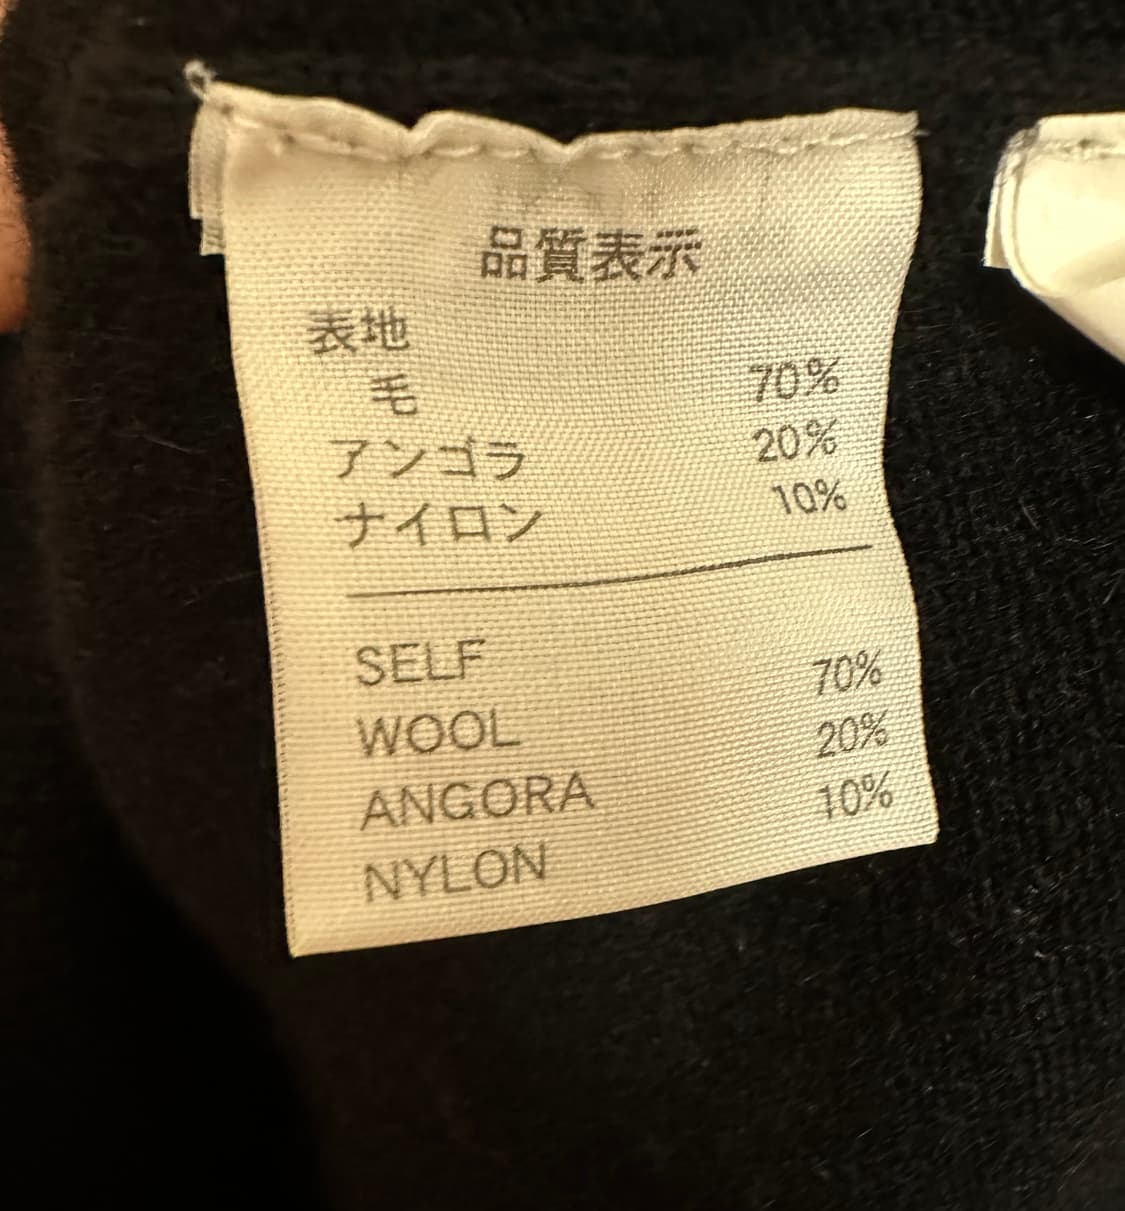 品質表示
表地
毛 70%
アンゴラ 20%
ナイロン 10%
SELF 70%
WOOL 20%
ANGORA 10%
NYLON